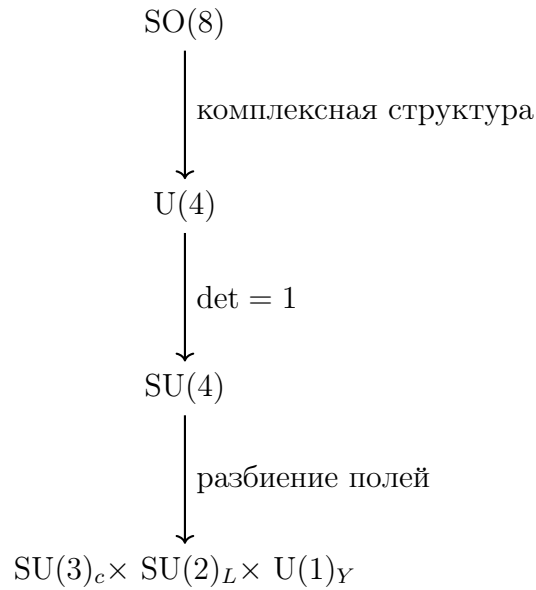 SO(8)
комплексная структура
U(4)
det = 1
SU(4)
разбиение полей
SU(3)c× SU(2)L× U(1)Y